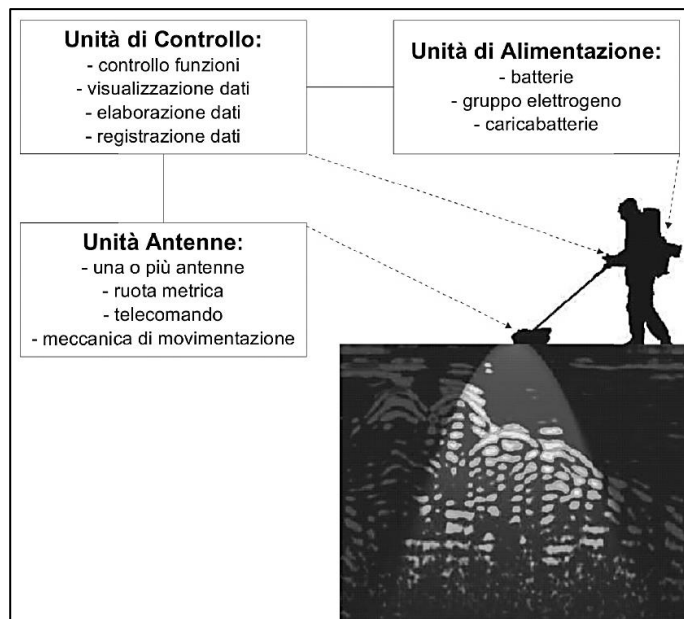 Unità di Controllo:
- controllo funzioni
- visualizzazione dati
- elaborazione dati
- registrazione dati
Unità di Alimentazione:
- batterie
- gruppo elettrogeno
- caricabatterie
Unità Antenne:
- una o più antenne
- ruota metrica
- telecomando
- meccanica di movimentazione